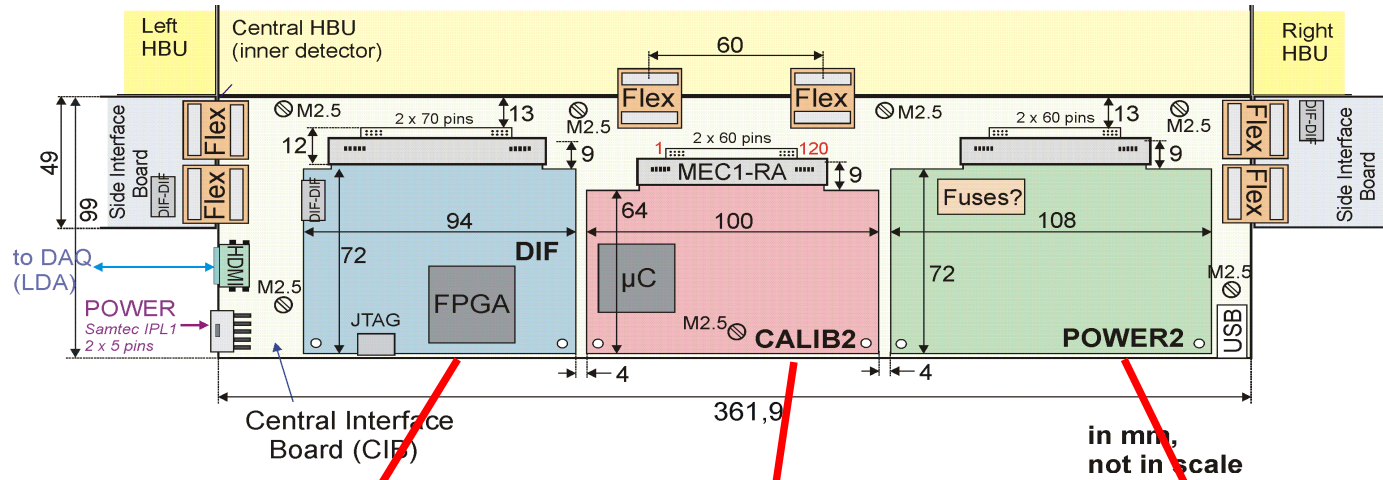 Left
HBU
Central HBU
(inner detector)
Right
HBU
60
Flex
Flex
M2.5
13
M2.5
M2.5
13
M2.5
2 x 70 pins
2 x 60 pins
2 x 60 pins
12
9
1
120
MEC1-RA
9
9
49
99
Side Interface
Board
DIF-DIF
Flex
Flex
DIF-DIF
94
72
DIF
FPGA
JTAG
64
100
µC
M2.5
CALIB2
Fuses?
108
72
POWER2
Flex
Flex
DIF-DIF
Side Interface
Board
M2.5
USB
to DAQ
(LDA)
HDMI
M2.5
POWER
Samtec IPL1
2 x 5 pins
4
4
361,9
Central Interface
Board (CIB)
in mm,
not in scale